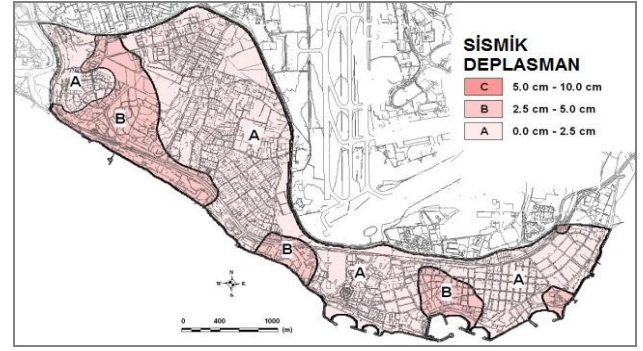 SİSMİK
DEPLASMAN
C 5.0 cm - 10.0 cm
B 2.5 cm - 5.0 cm
A 0.0 cm - 2.5 cm
A
B
A
B
A
B
A
N
W E
S
0 400 1000
(m)